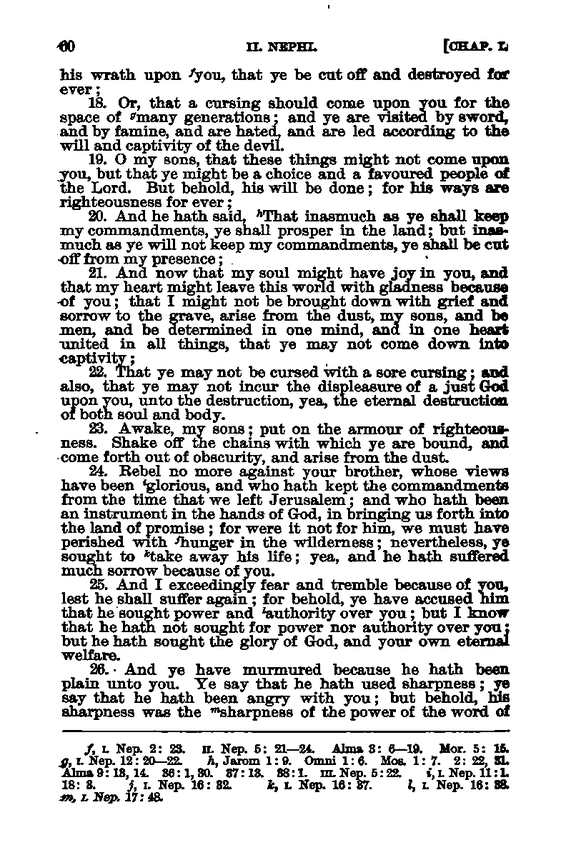 60 II. NEPHI. [CHAP. I.
his wrath upon fyou, that ye be cut off and destroyed for
ever;
18. Or, that a cursing should come upon you for the
space of gmany generations; and ye are visited by sword,
and by famine, and are hated, and are led according to the
will and captivity of the devil.
19. O my sons, that these things might not come upon
you, but that ye might be a choice and a favoured people of
the Lord. But behold, his will be done; for his ways are
righteousness for ever;
20. And he hath said, hThat inasmuch as ye shall keep
my commandments, ye shall prosper in the land; but inas-
much as ye will not keep my commandments, ye shall be cut
off from my presence;
21. And now that my soul might have joy in you, and
that my heart might leave this world with gladness because
of you; that I might not be brought down with grief and
sorrow to the grave, arise from the dust, my sons, and be
men, and be determined in one mind, and in one heart
united in all things, that ye may not come down into
captivity;
22. That ye may not be cursed with a sore cursing; and
also, that ye may not incur the displeasure of a just God
upon you, unto the destruction, yea, the eternal destruction
of both soul and body.
23. Awake, my sons; put on the armour of righteous-
ness. Shake off the chains with which ye are bound, and
come forth out of obscurity, and arise from the dust.
24. Rebel no more against your brother, whose views
have been iglorious, and who hath kept the commandments
from the time that we left Jerusalem; and who hath been
an instrument in the hands of God, in bringing us forth into
the land of promise; for were it not for him, we must have
perished with jhunger in the wilderness; nevertheless, ye
sought to ktake away his life; yea, and he hath suffered
much sorrow because of you.
25. And I exceedingly fear and tremble because of you,
lest he shall suffer again; for behold, ye have accused him
that he sought power and lauthority over you; but I know
that he hath not sought for power nor authority over you;
but he hath sought the glory of God, and your own eternal
welfare.
26. And ye have murmured because he hath been
plain unto you. Ye say that he hath used sharpness; ye
say that he hath been angry with you; but behold, his
sharpness was the msharpness of the power of the word of
f, I. Nep. 2: 23. II. Nep. 5: 21—24. Alma 3: 6—19. Mor. 5: 15.
g, I. Nep. 12: 20—22. h, Jarom 1: 9. Omni 1: 6. Mos. 1: 7. 2: 22, 31.
Alma 9: 13, 14. 36: 1, 30. 37: 13. 38: 1. III. Nep. 5: 22. i, I. Nep. 11: 1.
18: 3. j, I. Nep. 16: 32. k, I. Nep. 16: 37. l, I. Nep. 16: 38.
m, I. Nep. 17: 48.